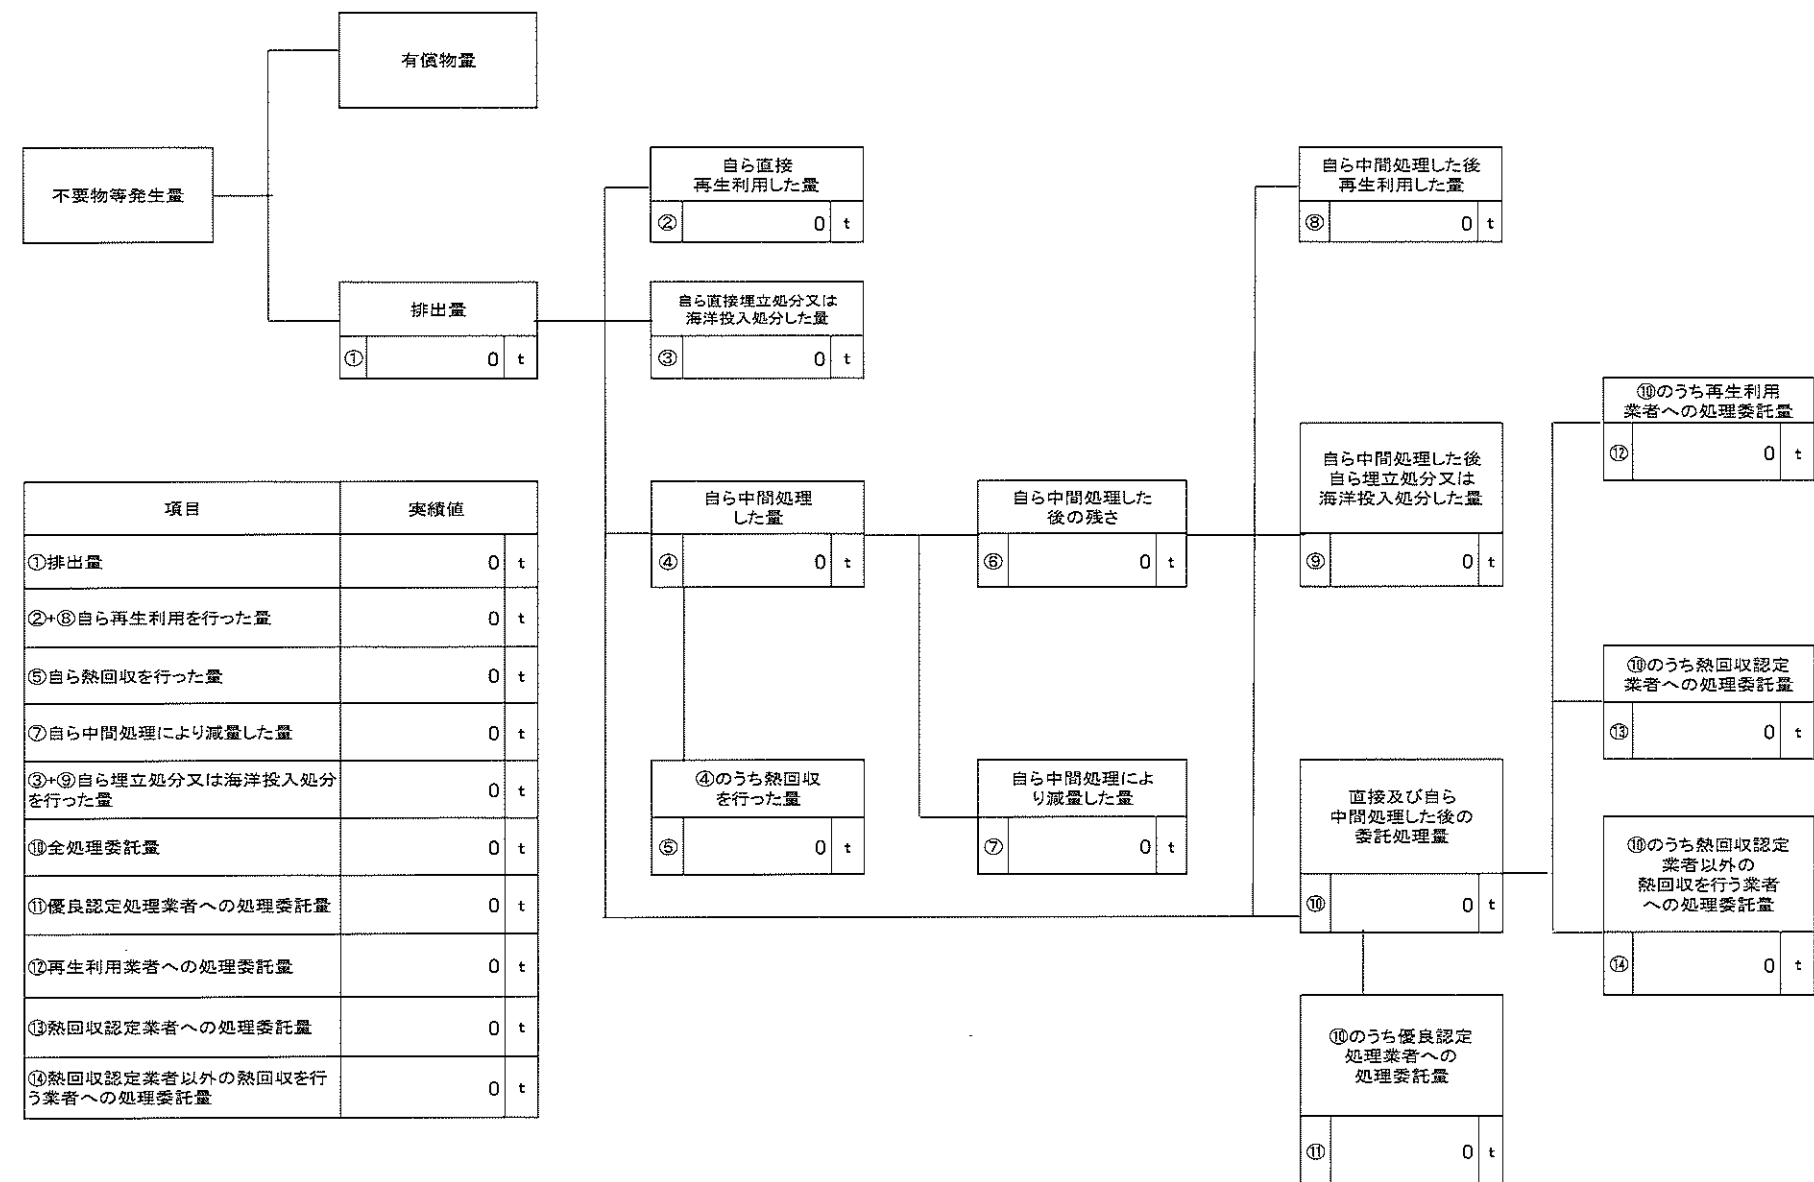 有償物量
不要物等発生量
排出量
① 0 t
自ら直接
再生利用した量
② 0 t
自ら直接埋立処分又は
海洋投入処分した量
③ 0 t
自ら中間処理
した量
④ 0 t
④のうち熱回収
を行った量
⑤ 0 t
自ら中間処理した
後の残さ
⑥ 0 t
自ら中間処理によ
り減量した量
⑦ 0 t
自ら中間処理した後
再生利用した量
⑧ 0 t
自ら中間処理した後
自ら埋立処分又は
海洋投入処分した量
⑨ 0 t
直接及び自ら
中間処理した後の
委託処理量
⑩ 0 t
⑩のうち優良認定
処理業者への
処理委託量
⑪ 0 t
⑩のうち再生利用
業者への処理委託量
⑫ 0 t
⑩のうち熱回収認定
業者への処理委託量
⑬ 0 t
⑩のうち熱回収認定
業者以外の
熱回収を行う業者
への処理委託量
⑭ 0 t
項目 実績値
①排出量 0 t
②+⑧自ら再生利用を行った量 0 t
⑤自ら熱回収を行った量 0 t
⑦自ら中間処理により減量した量 0 t
③+⑨自ら埋立処分又は海洋投入処分
を行った量 0 t
⑩全処理委託量 0 t
⑪優良認定処理業者への処理委託量 0 t
⑫再生利用業者への処理委託量 0 t
⑬熱回収認定業者への処理委託量 0 t
⑭熱回収認定業者以外の熱回収を行
う業者への処理委託量 0 t